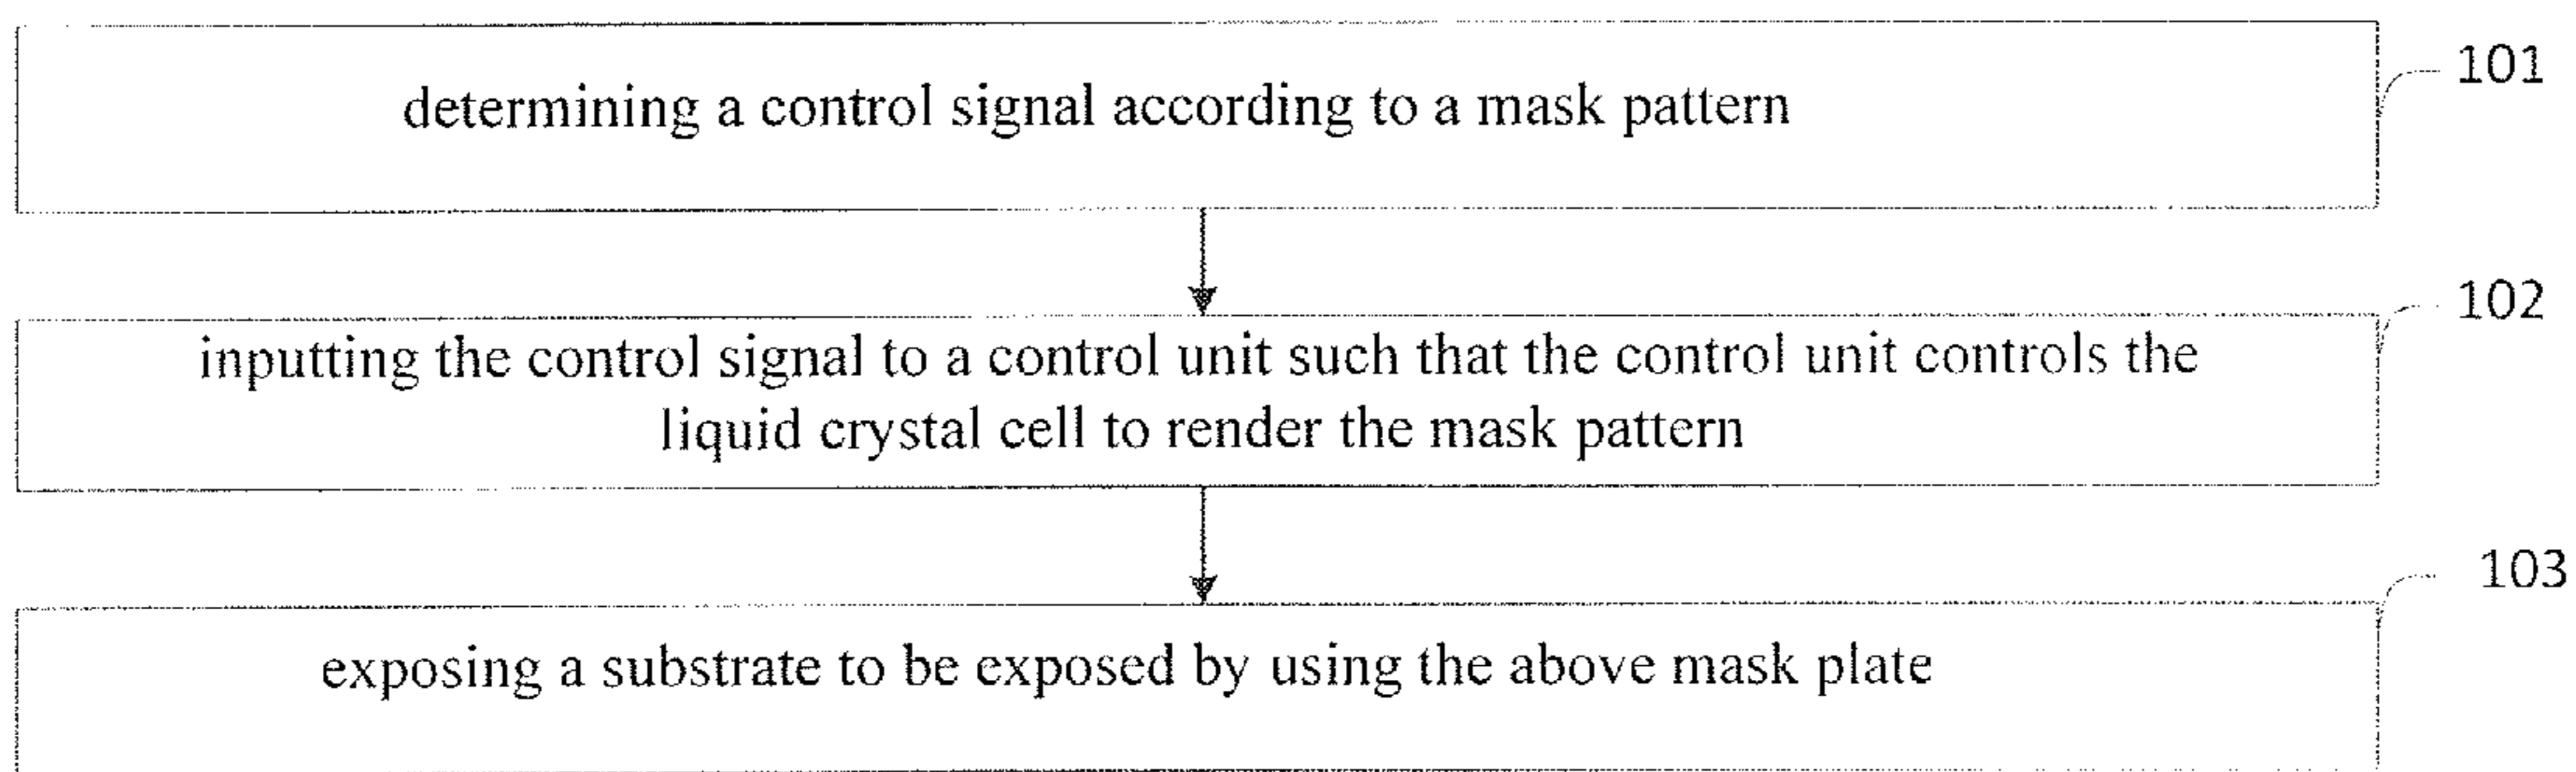 determining a control signal according to a mask pattern
101
inputting the control signal to a control unit such that the control unit controls the
liquid crystal cell to render the mask pattern
102
exposing a substrate to be exposed by using the above mask plate
103